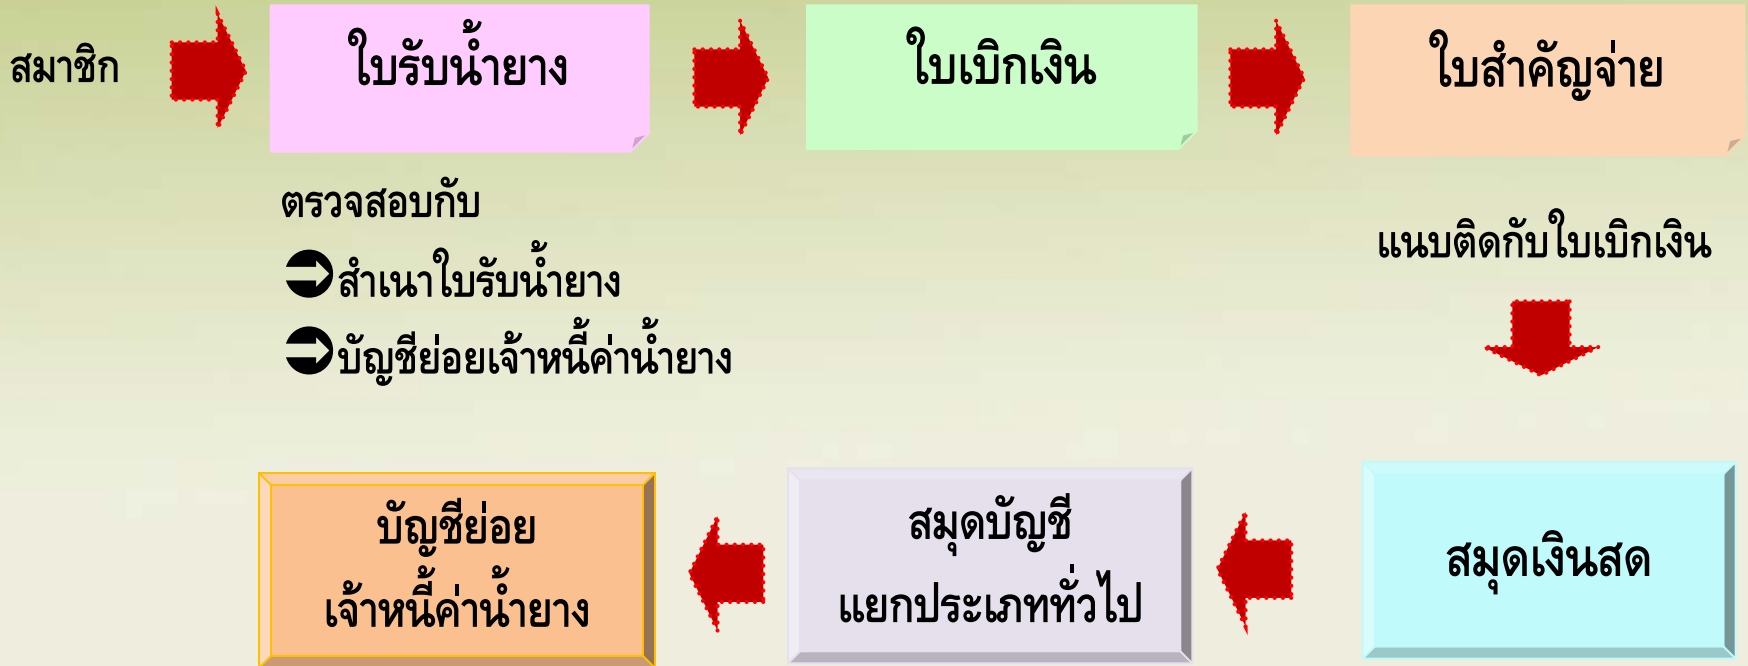 สมาชิก
ใบรับน้ำยาง
ใบเบิกเงิน
ใบสำคัญจ่าย
ตรวจสอบกับ
สำเนาใบรับน้ำยาง
บัญชีย่อยเจ้าหนี้ค่าน้ำยาง
แนบติดกับใบเบิกเงิน
บัญชีย่อย
เจ้าหนี้ค่าน้ำยาง
สมุดบัญชี
แยกประเภททั่วไป
สมุดเงินสด